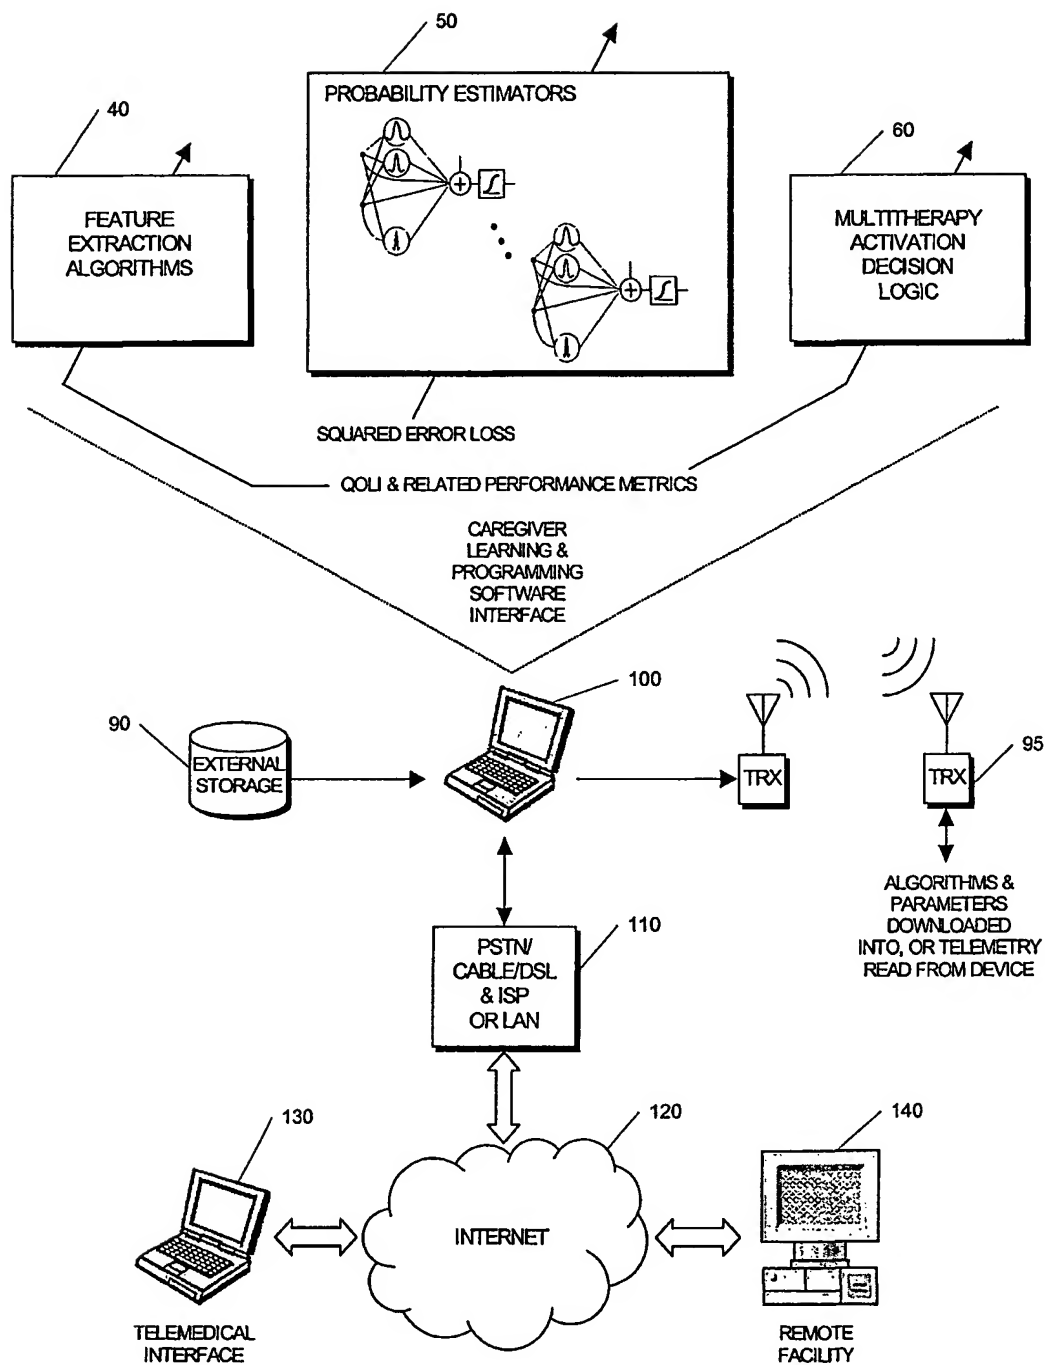 50
40
PROBABILITY ESTIMATORS
60
FEATURE
EXTRACTION
ALGORITHMS
MULTITHERAPY
ACTIVATION
DECISION
LOGIC
SQUARED ERROR LOSS
QOLI & RELATED PERFORMANCE METRICS
CAREGIVER
LEARNING &
PROGRAMMING
SOFTWARE
INTERFACE
100
90
EXTERNAL
STORAGE
TRX
TRX
95
ALGORITHMS &
PARAMETERS
DOWNLOADED
INTO, OR TELEMETRY
READ FROM DEVICE
110
PSTN/
CABLE/DSL
& ISP
OR LAN
130
120
140
INTERNET
TELEMEDICAL
INTERFACE
REMOTE
FACILITY